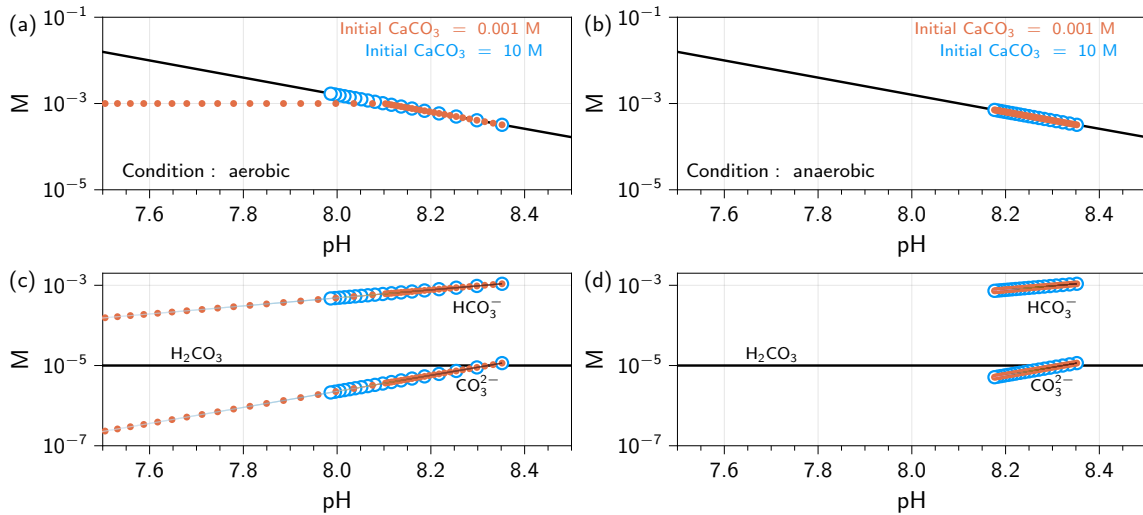 (a)
Initial CaCO₃ = 0.001 M
Initial CaCO₃ = 10 M
Condition : aerobic
10⁻¹
10⁻³
10⁻⁵
M
7.6 7.8 8.0 8.2 8.4
pH
(b)
Initial CaCO₃ = 0.001 M
Initial CaCO₃ = 10 M
Condition : anaerobic
10⁻¹
10⁻³
10⁻⁵
M
7.6 7.8 8.0 8.2 8.4
pH
(c)
10⁻³
10⁻⁵
10⁻⁷
M
HCO₃⁻
H₂CO₃
CO₃²⁻
7.6 7.8 8.0 8.2 8.4
pH
(d)
10⁻³
10⁻⁵
10⁻⁷
M
HCO₃⁻
H₂CO₃
CO₃²⁻
7.6 7.8 8.0 8.2 8.4
pH